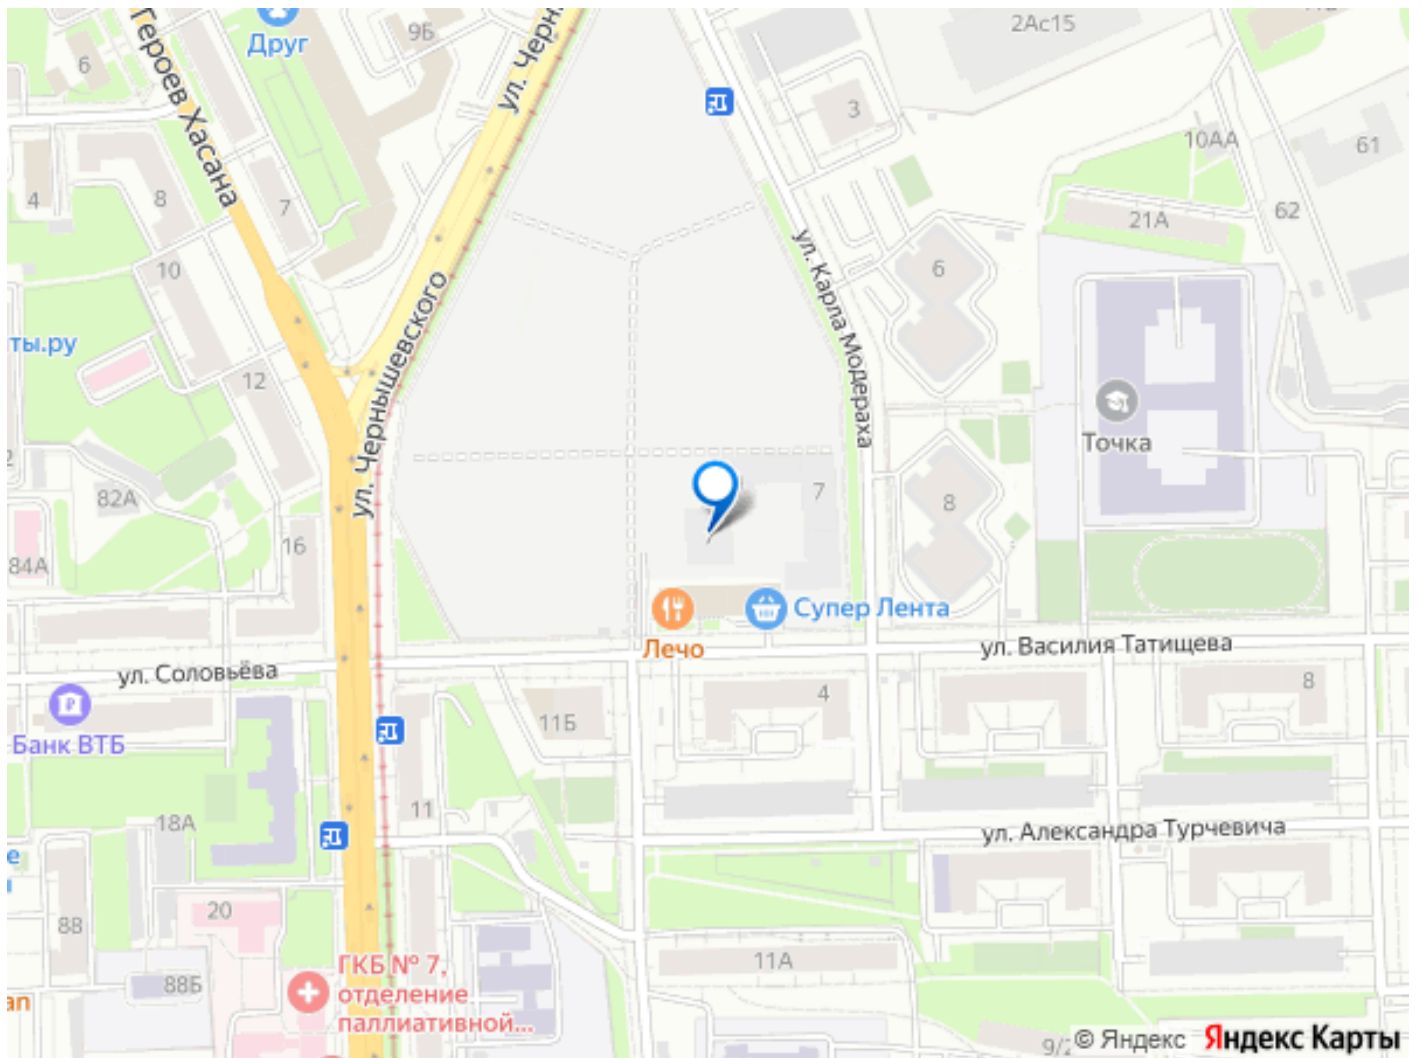 Героев Хасана
Друг
9Б
ул. Черн
2Ас15
6
3
10АА
61
4
8
7
21А
62
10
6
ул. Чернышевского
ул. Карла Модераха
ты.ру
12
Точка
82А
7
8
16
84А
Лечо
Супер Лента
ул. Василия Татищева
ул. Соловьёва
4
8
11Б
Банк ВТБ
11
18А
ул. Александра Турчевича
е
88
20
11А
88Б
ГКБ № 7,
отделение
паллиативной...
an
9/2
© Яндекс Яндекс Карты